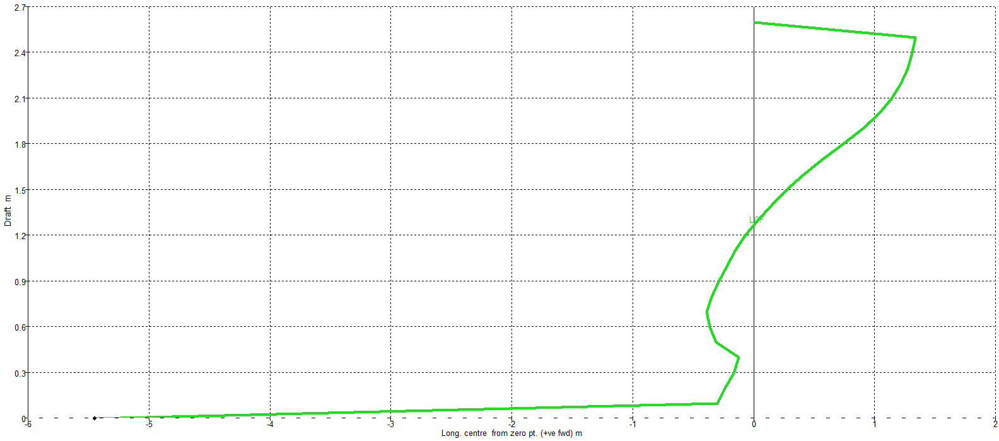 2.7
2.4
2.1
1.8
1.5
1.2
0.9
0.6
0.3
0
Draft m
LCF
-6 -5 -4 -3 -2 -1 0 1 2
Long. centre from zero pt. (+ve fwd) m